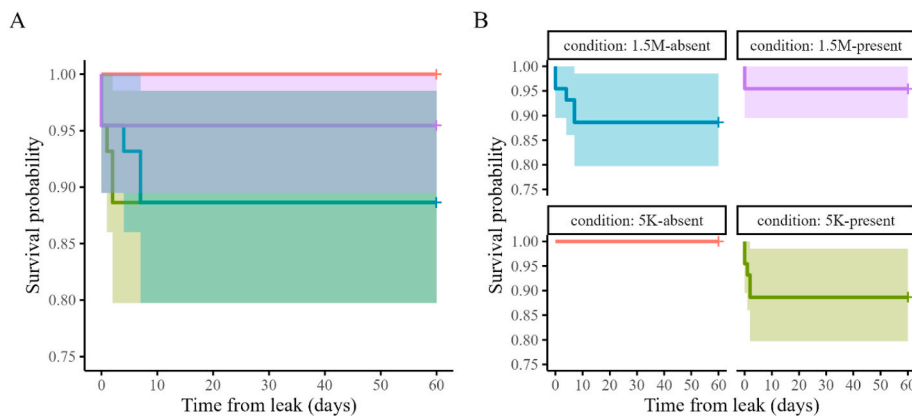 A
Survival probability
1.00
0.95
0.90
0.85
0.80
0.75
0 10 20 30 40 50 60
Time from leak (days)
B
Survival probability
condition: 1.5M-absent
condition: 1.5M-present
1.00
0.95
0.90
0.85
0.80
0.75
condition: 5K-absent
condition: 5K-present
1.00
0.95
0.90
0.85
0.80
0.75
0 10 20 30 40 50 60
0 10 20 30 40 50 60
Time from leak (days)